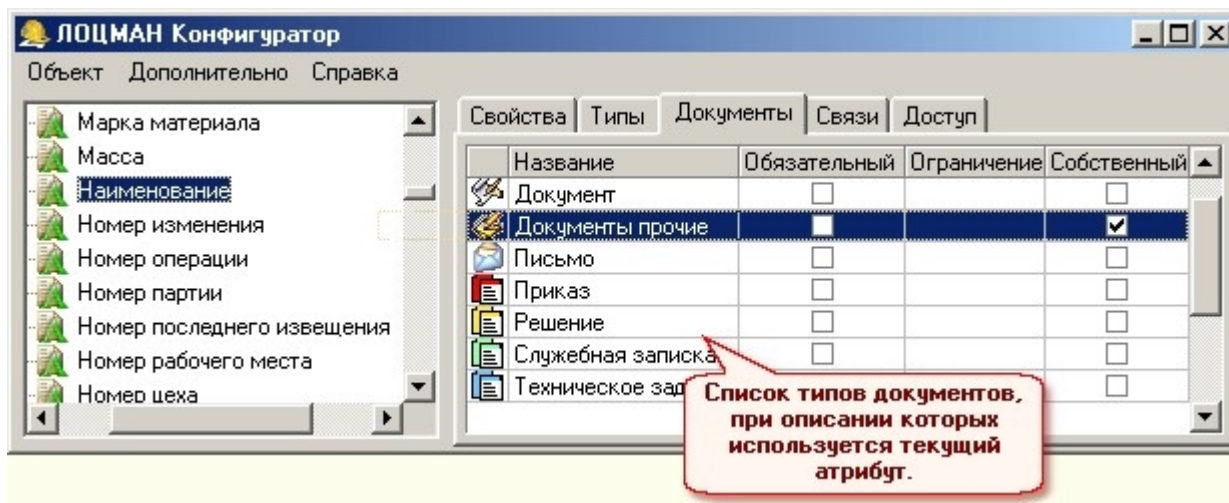 ЛОЦМАН Конфигуратор
Объект Дополнительно Справка
Марка материала
Масса
Наименование
Номер изменения
Номер операции
Номер партии
Номер последнего извещения
Номер рабочего места
Номер цеха
Свойства Типы Документы Связи Доступ
Название Обязательный Ограничение Собственный
Документ
Документы прочие
Письмо
Приказ
Решение
Служебная записка
Техническое зад
Список типов документов,
при описании которых
используется текущий
атрибут.